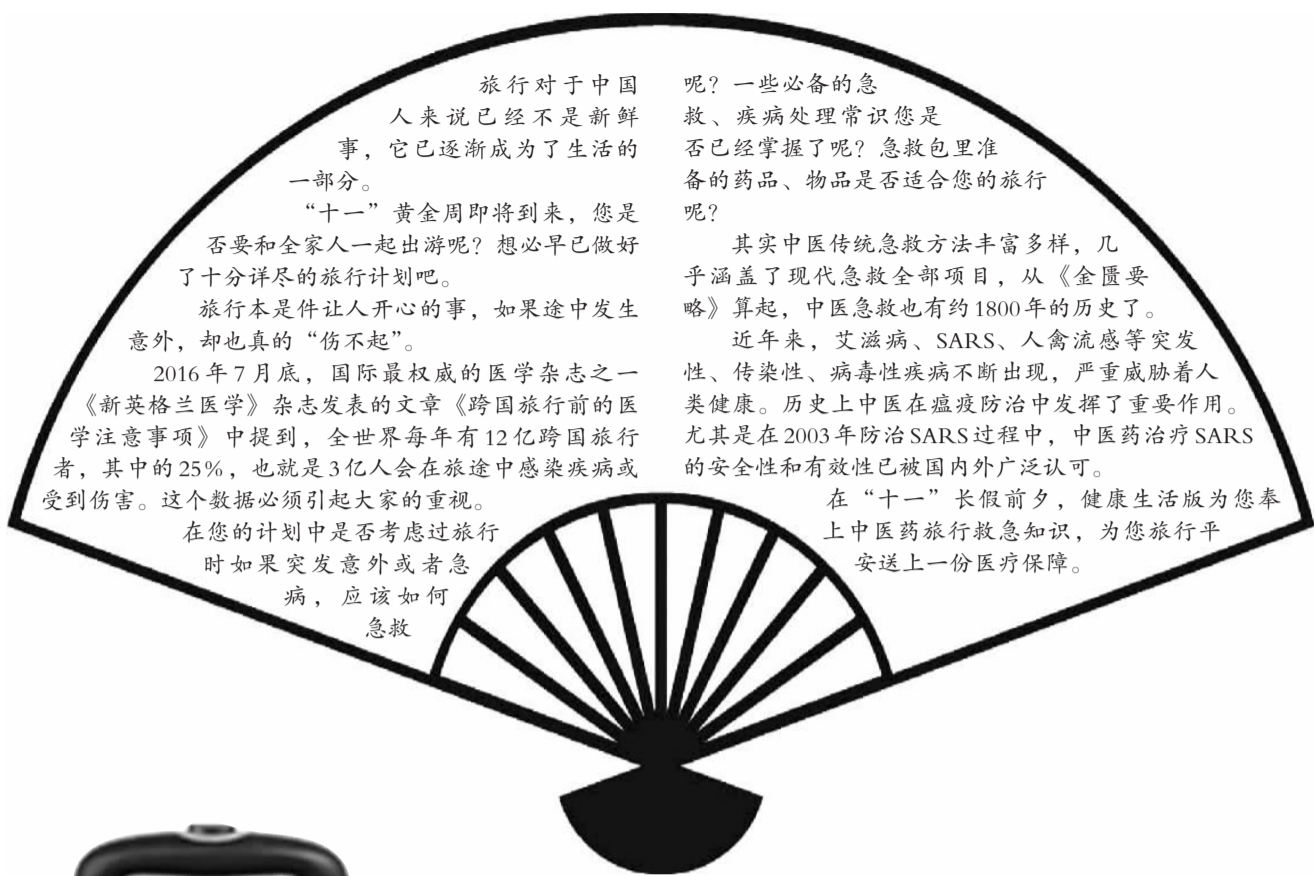 旅行对于中国
人来说已经不是新鲜
事，它已逐渐成为了生活的
一部分。
“十一”黄金周即将到来，您是
否要和全家人一起出游呢？想必早已做好
了十分详尽的旅行计划吧。
旅行本是件让人开心的事，如果途中发生
意外，却也真的“伤不起”。
2016年7月底，国际最权威的医学杂志之一
《新英格兰医学》杂志发表的文章《跨国旅行前的医
学注意事项》中提到，全世界每年有12亿跨国旅行
者，其中的25%，也就是3亿人会在旅途中感染疾病或
受到伤害。这个数据必须引起大家的重视。
在您的计划中是否考虑过旅行
时如果突发意外或者急
病，应该如何
急救
呢？一些必备的急
救、疾病处理常识您是
否已经掌握了呢？急救包里准
备的药品、物品是否适合您的旅行
呢？
其实中医传统急救方法丰富多样，几
乎涵盖了现代急救全部项目，从《金匮要
略》算起，中医急救也有约1800年的历史了。
近年来，艾滋病、SARS、人禽流感等突发
性、传染性、病毒性疾病不断出现，严重威胁着人
类健康。历史上中医在瘟疫防治中发挥了重要作用。
尤其是在2003年防治SARS过程中，中医药治疗SARS
的安全性和有效性已被国内外广泛认可。
在“十一”长假前夕，健康生活版为您奉
上中医药旅行救急知识，为您旅行平
安送上一份医疗保障。